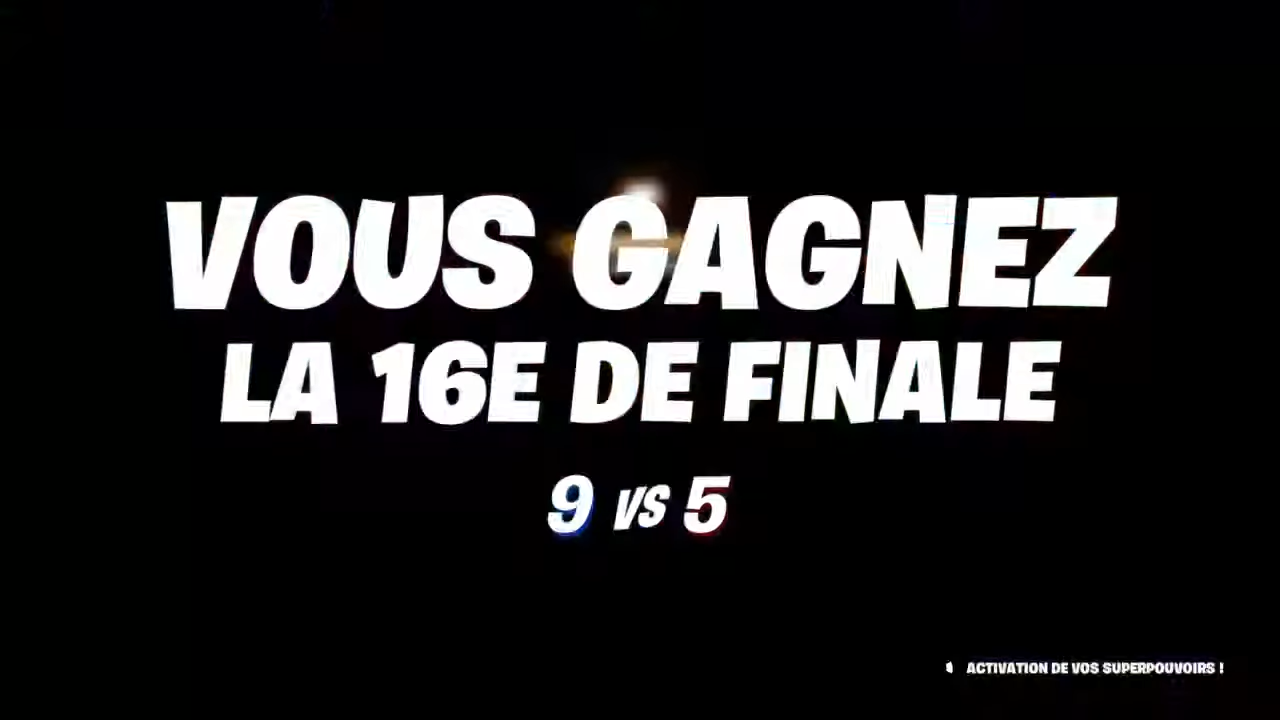 VOUS GAGNEZ
LA 16E DE FINALE
9 VS 5
ACTIVATION DE VOS SUPERPOUVOIRS !